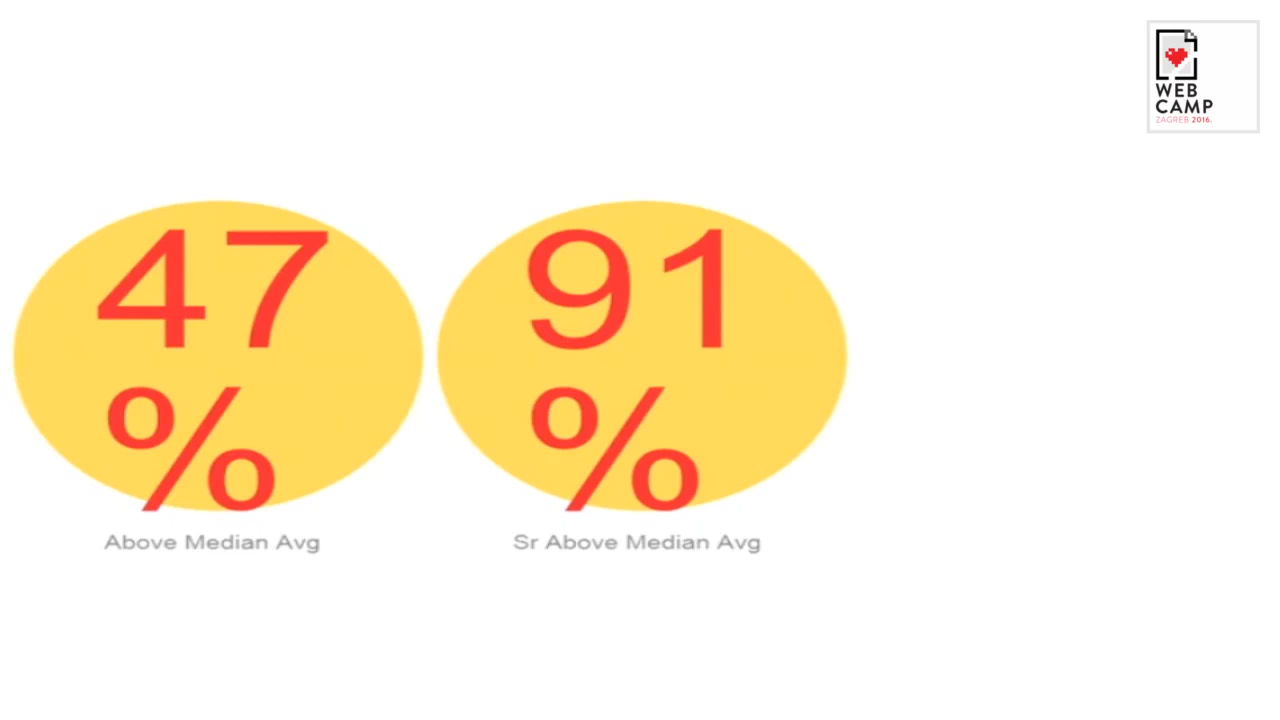 WEB
CAMP
ZAGREB 2016.
47
%
Above Median Avg
91
%
Sr Above Median Avg